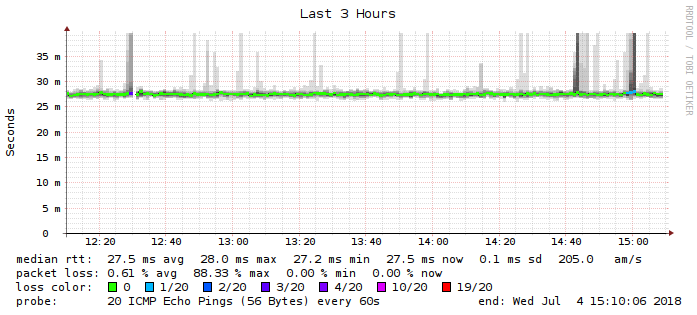 Last 3 Hours
RRDTOOL / TOBI OETIKER
Seconds
35 m
30 m
25 m
20 m
15 m
10 m
5 m
0
12:20 12:40 13:00 13:20 13:40 14:00 14:20 14:40 15:00
median rtt: 27.5 ms avg 28.0 ms max 27.2 ms min 27.5 ms now 0.1 ms sd 205.0 am/s
packet loss: 0.61 % avg 88.33 % max 0.00 % min 0.00 % now
loss color: 0 1/20 2/20 3/20 4/20 10/20 19/20
probe: 20 ICMP Echo Pings (56 Bytes) every 60s end: Wed Jul 4 15:10:06 2018